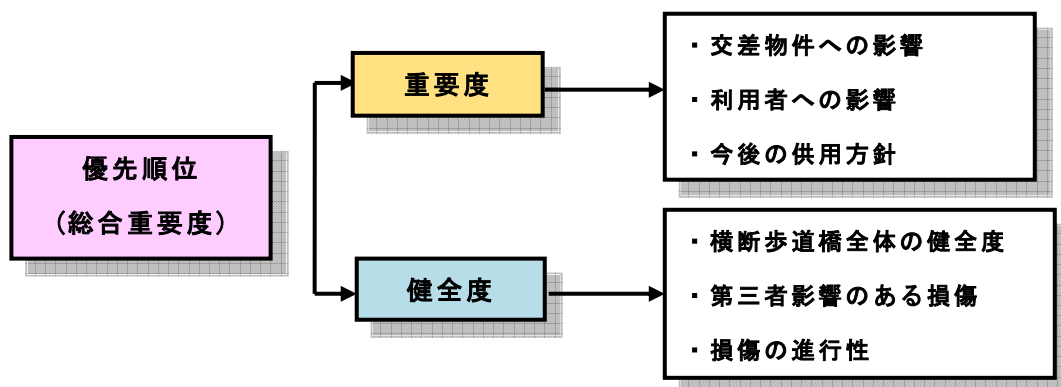 優先順位
（総合重要度）
重要度
・交差物件への影響
・利用者への影響
・今後の供用方針
健全度
・横断歩道橋全体の健全度
・第三者影響のある損傷
・損傷の進行性